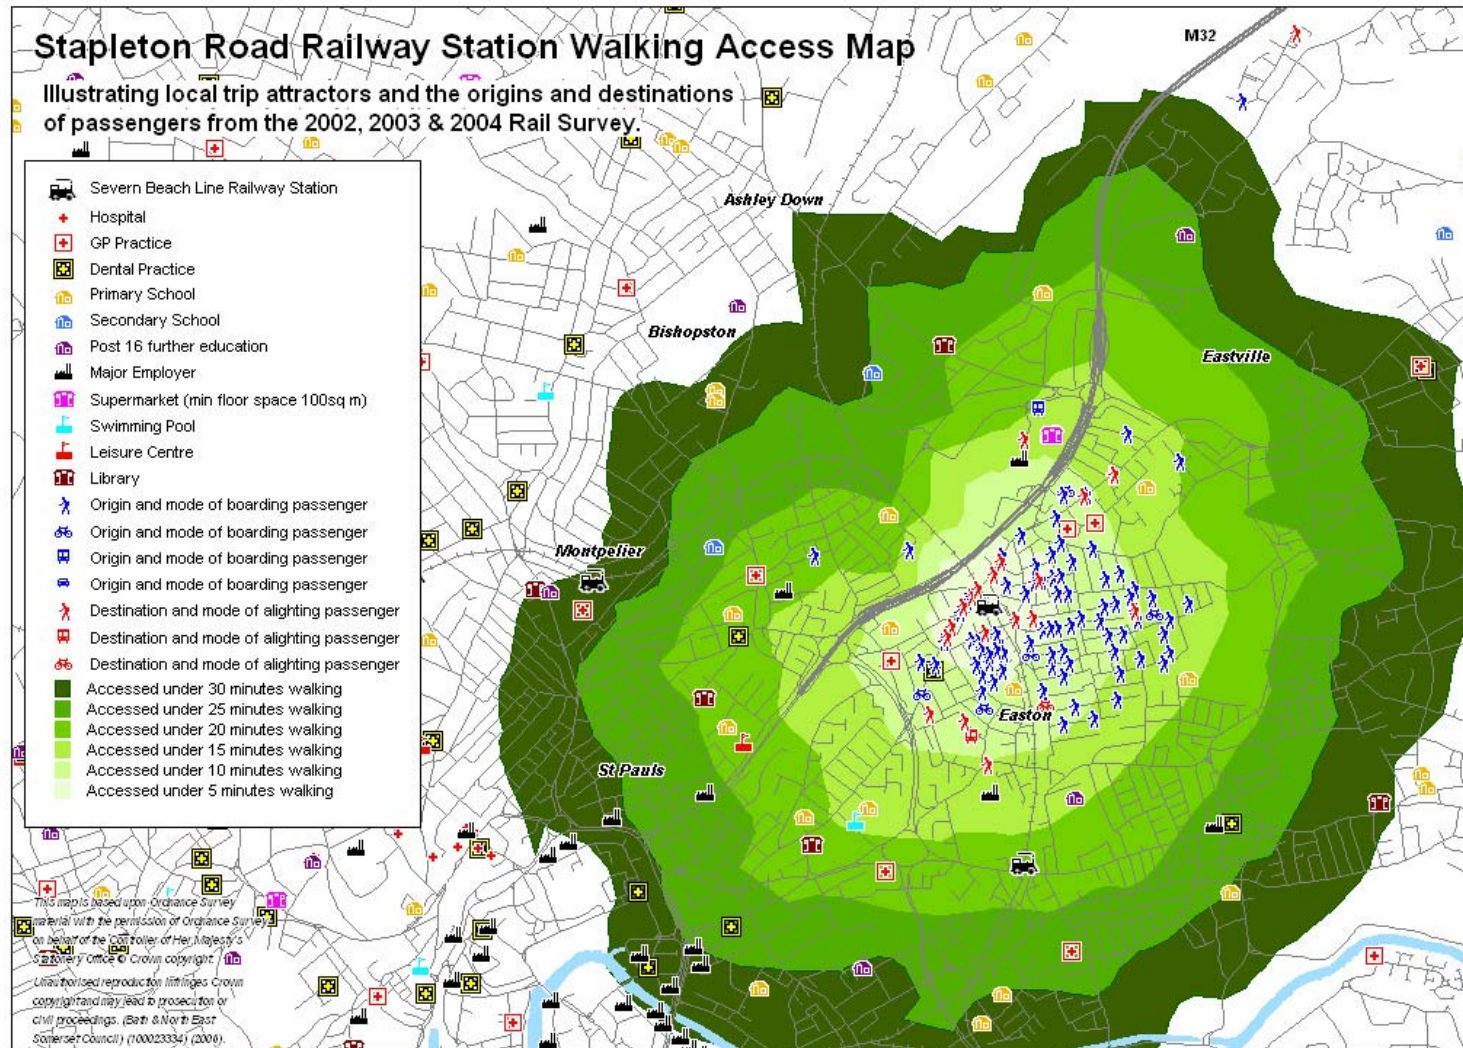 Stapleton Road Railway Station Walking Access Map
M32
Illustrating local trip attractors and the origins and destinations
of passengers from the 2002, 2003 & 2004 Rail Survey.
Severn Beach Line Railway Station
Hospital
GP Practice
Dental Practice
Primary School
Secondary School
Post 16 further education
Major Employer
Supermarket (min floor space 100sq m)
Swimming Pool
Leisure Centre
Library
Origin and mode of boarding passenger
Origin and mode of boarding passenger
Origin and mode of boarding passenger
Origin and mode of boarding passenger
Destination and mode of alighting passenger
Destination and mode of alighting passenger
Destination and mode of alighting passenger
Accessed under 30 minutes walking
Accessed under 25 minutes walking
Accessed under 20 minutes walking
Accessed under 15 minutes walking
Accessed under 10 minutes walking
Accessed under 5 minutes walking
Ashley Down
Bishopston
Eastville
Montpelier
Easton
St Pauls
This map is based upon Ordnance Survey
material with the permission of Ordnance Survey
on behalf of the Controller of Her Majesty's
Stationery Office © Crown copyright.
Unauthorised reproduction infringes Crown
copyright and may lead to prosecution or
civil proceedings. (Bath & North East
Somerset Council) (100023334) (2006).